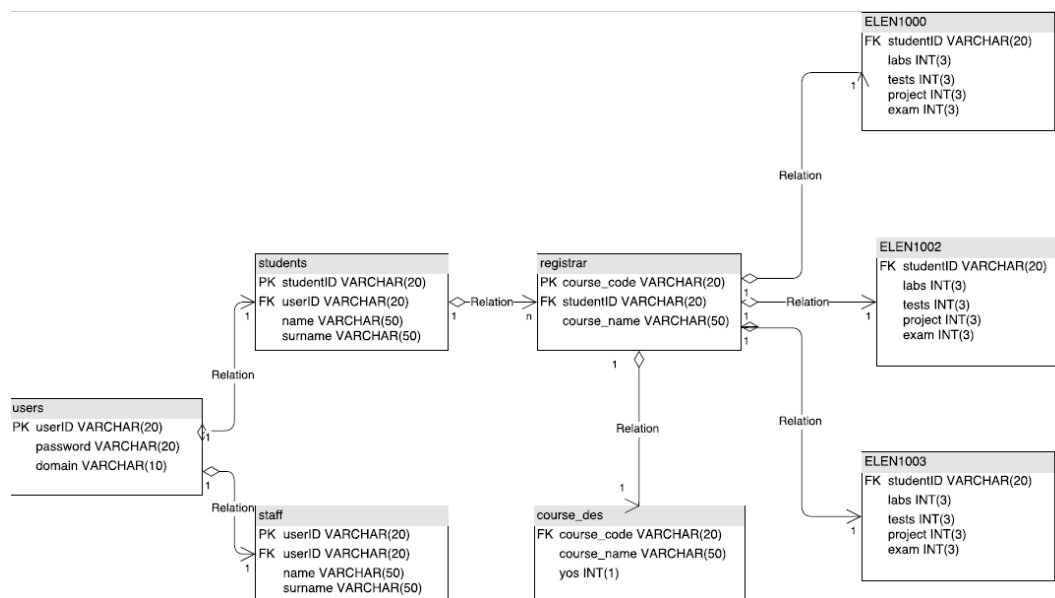 ELEN1000
FK studentID VARCHAR(20)
labs INT(3)
tests INT(3)
project INT(3)
exam INT(3)
1
Relation
students
PK studentID VARCHAR(20)
FK userID VARCHAR(20)
name VARCHAR(50)
surname VARCHAR(50)
1
1
Relation
n
registrar
PK course_code VARCHAR(20)
FK studentID VARCHAR(20)
course_name VARCHAR(50)
1
1
1
Relation
1
ELEN1002
FK studentID VARCHAR(20)
labs INT(3)
tests INT(3)
project INT(3)
exam INT(3)
Relation
users
PK userID VARCHAR(20)
password VARCHAR(20)
domain VARCHAR(10)
1
1
Relation
1
Relation
1
Relation
staff
PK userID VARCHAR(20)
FK userID VARCHAR(20)
name VARCHAR(50)
surname VARCHAR(50)
1
course_des
FK course_code VARCHAR(20)
course_name VARCHAR(50)
yos INT(1)
ELEN1003
FK studentID VARCHAR(20)
labs INT(3)
tests INT(3)
project INT(3)
exam INT(3)
1